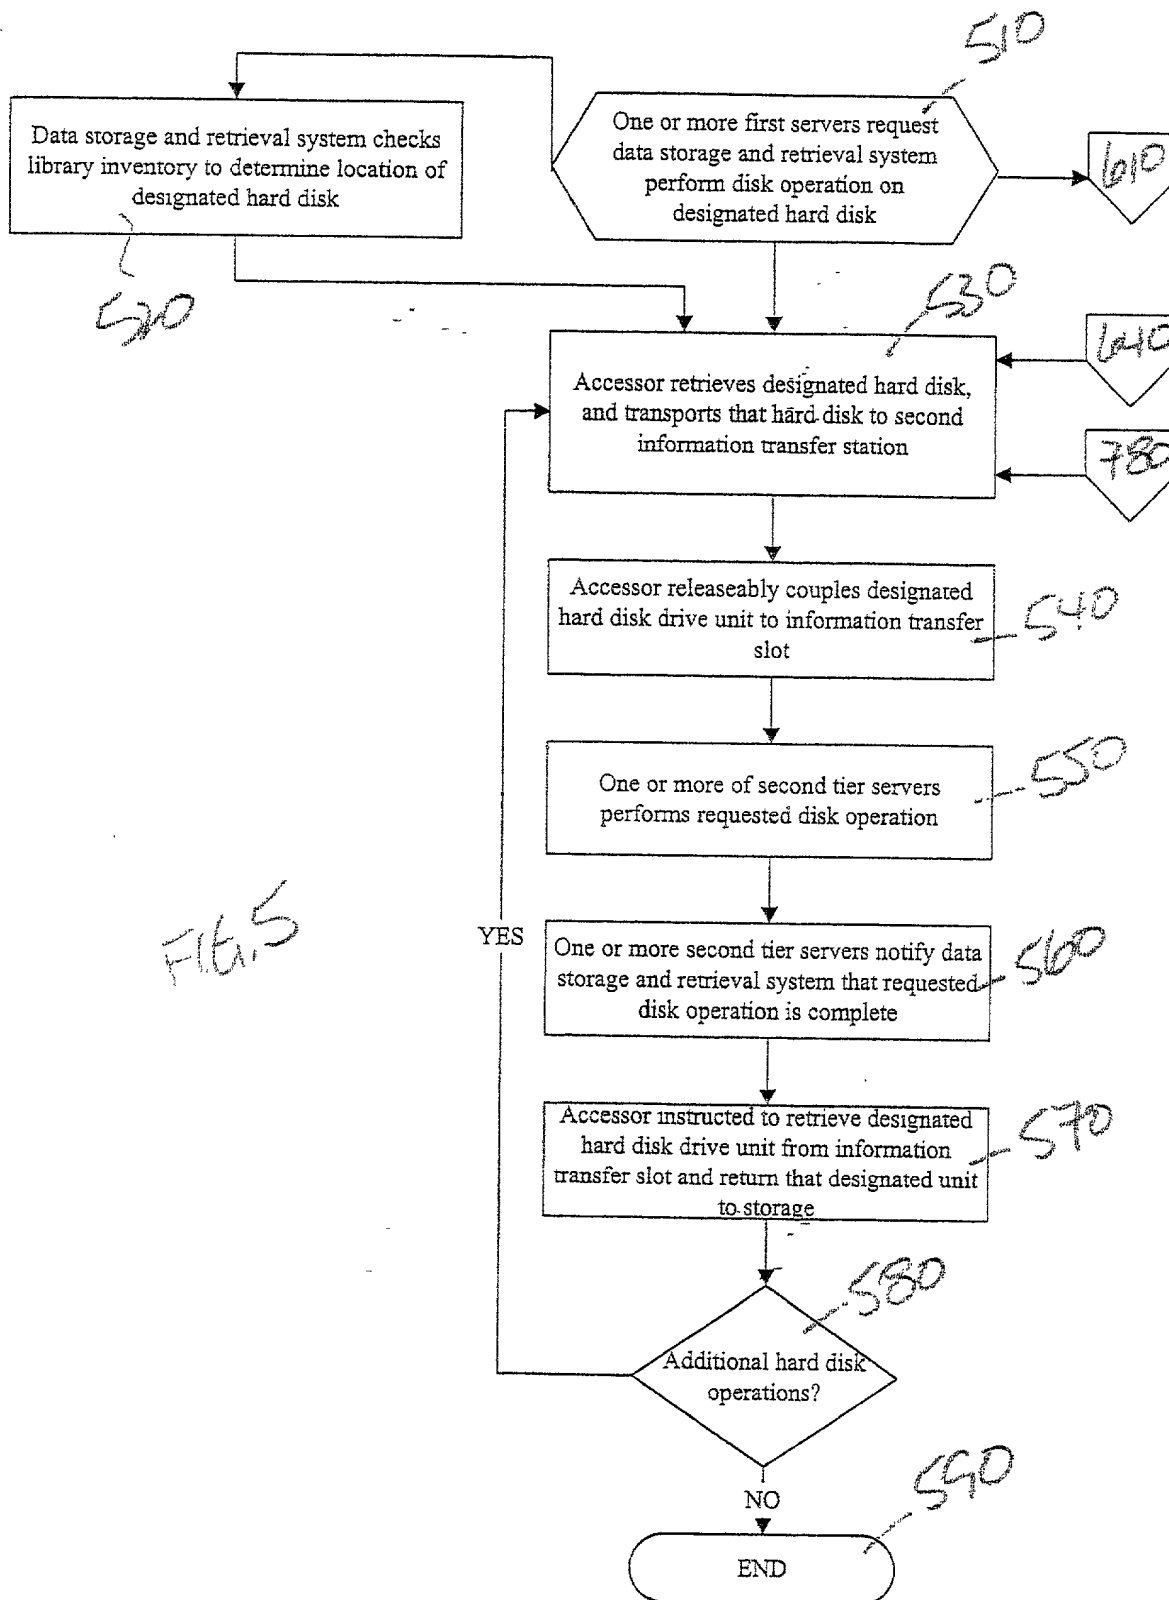 510
One or more first servers request
data storage and retrieval system
perform disk operation on
designated hard disk
610
Data storage and retrieval system checks
library inventory to determine location of
designated hard disk
520
530
640
Accessor retrieves designated hard disk,
and transports that hard disk to second
information transfer station
780
Accessor releaseably couples designated
hard disk drive unit to information transfer
slot
540
One or more of second tier servers
performs requested disk operation
550
FIG. 5
YES
One or more second tier servers notify data
storage and retrieval system that requested
disk operation is complete
560
Accessor instructed to retrieve designated
hard disk drive unit from information
transfer slot and return that designated unit
to storage
570
580
Additional hard disk
operations?
590
NO
END